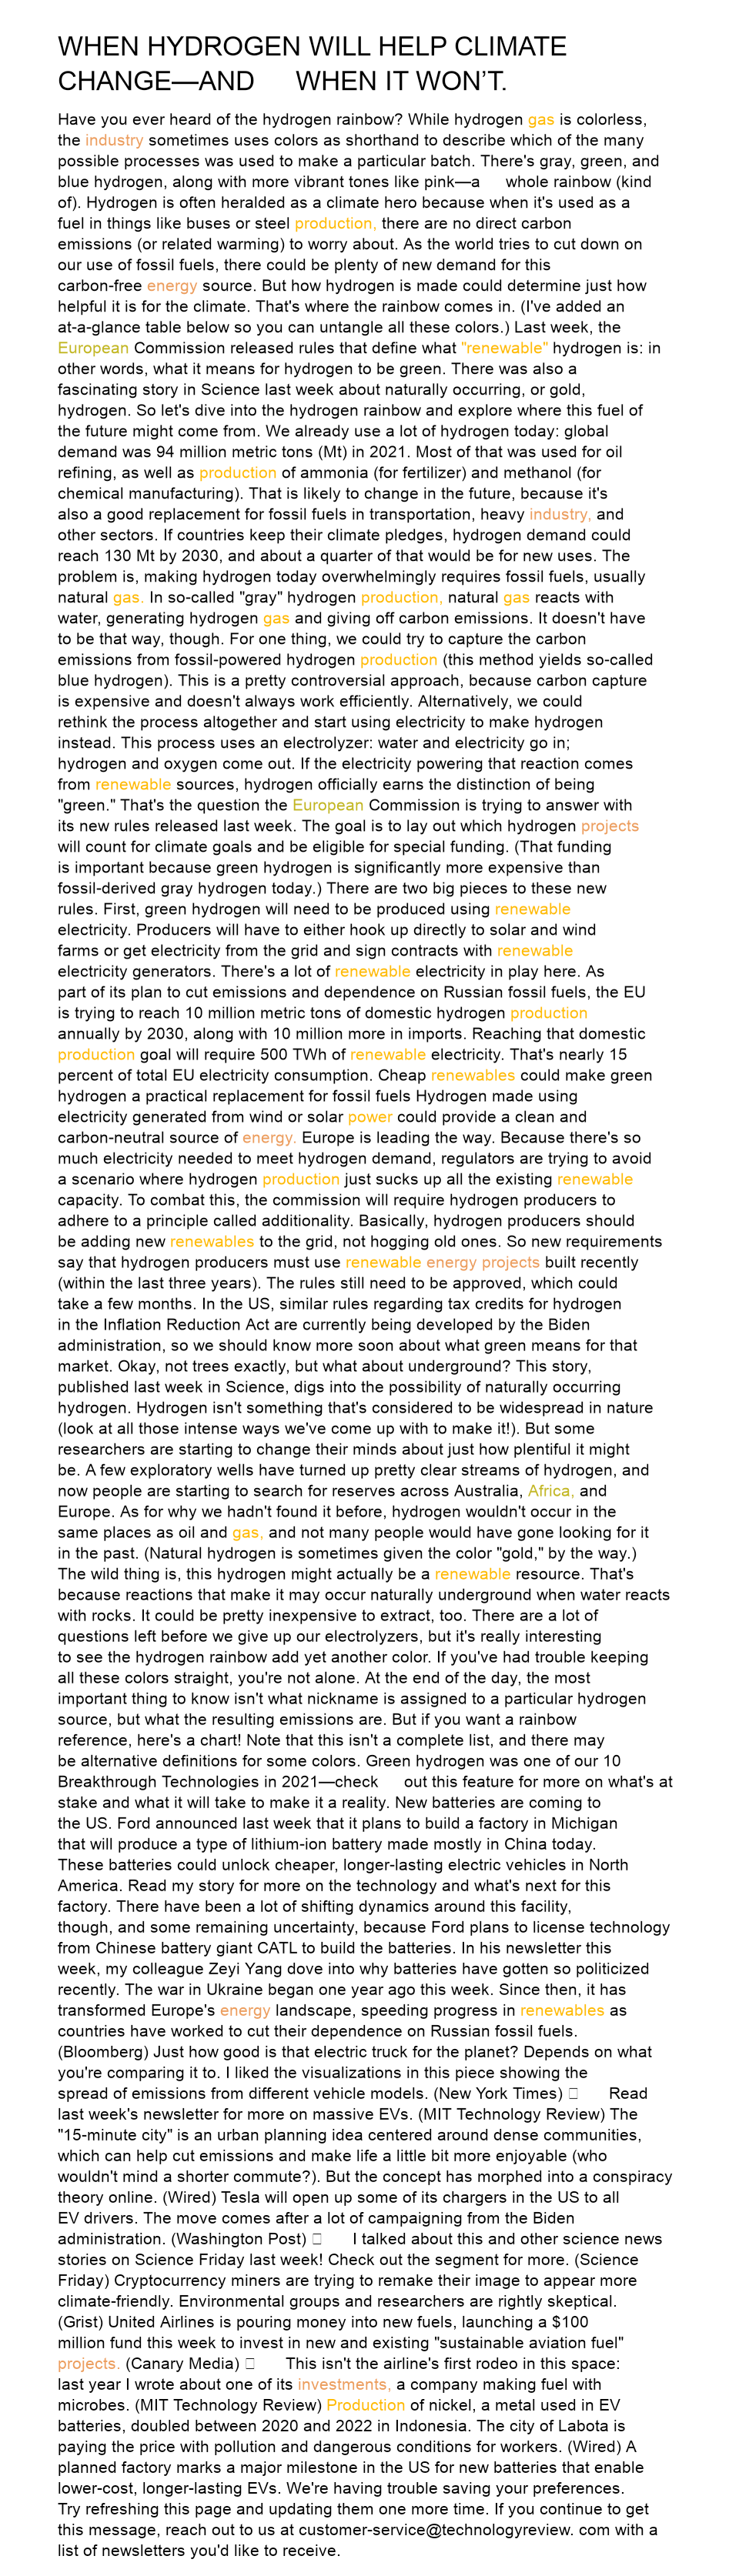 WHEN HYDROGEN WILL HELP CLIMATE
CHANGE—AND WHEN IT WON'T.
Have you ever heard of the hydrogen rainbow? While hydrogen gas is colorless,
the industry sometimes uses colors as shorthand to describe which of the many
possible processes was used to make a particular batch. There's gray, green, and
blue hydrogen, along with more vibrant tones like pink—a whole rainbow (kind
of). Hydrogen is often heralded as a climate hero because when it's used as a
fuel in things like buses or steel production, there are no direct carbon
emissions (or related warming) to worry about. As the world tries to cut down on
our use of fossil fuels, there could be plenty of new demand for this
carbon-free energy source. But how hydrogen is made could determine just how
helpful it is for the climate. That's where the rainbow comes in. (I've added an
at-a-glance table below so you can untangle all these colors.) Last week, the
European Commission released rules that define what "renewable" hydrogen is: in
other words, what it means for hydrogen to be green. There was also a
fascinating story in Science last week about naturally occurring, or gold,
hydrogen. So let's dive into the hydrogen rainbow and explore where this fuel of
the future might come from. We already use a lot of hydrogen today: global
demand was 94 million metric tons (Mt) in 2021. Most of that was used for oil
refining, as well as production of ammonia (for fertilizer) and methanol (for
chemical manufacturing). That is likely to change in the future, because it's
also a good replacement for fossil fuels in transportation, heavy industry, and
other sectors. If countries keep their climate pledges, hydrogen demand could
reach 130 Mt by 2030, and about a quarter of that would be for new uses. The
problem is, making hydrogen today overwhelmingly requires fossil fuels, usually
natural gas. In so-called "gray" hydrogen production, natural gas reacts with
water, generating hydrogen gas and giving off carbon emissions. It doesn't have
to be that way, though. For one thing, we could try to capture the carbon
emissions from fossil-powered hydrogen production (this method yields so-called
blue hydrogen). This is a pretty controversial approach, because carbon capture
is expensive and doesn't always work efficiently. Alternatively, we could
rethink the process altogether and start using electricity to make hydrogen
instead. This process uses an electrolyzer: water and electricity go in;
hydrogen and oxygen come out. If the electricity powering that reaction comes
from renewable sources, hydrogen officially earns the distinction of being
"green." That's the question the European Commission is trying to answer with
its new rules released last week. The goal is to lay out which hydrogen projects
will count for climate goals and be eligible for special funding. (That funding
is important because green hydrogen is significantly more expensive than
fossil-derived gray hydrogen today.) There are two big pieces to these new
rules. First, green hydrogen will need to be produced using renewable
electricity. Producers will have to either hook up directly to solar and wind
farms or get electricity from the grid and sign contracts with renewable
electricity generators. There's a lot of renewable electricity in play here. As
part of its plan to cut emissions and dependence on Russian fossil fuels, the EU
is trying to reach 10 million metric tons of domestic hydrogen production
annually by 2030, along with 10 million more in imports. Reaching that domestic
production goal will require 500 TWh of renewable electricity. That's nearly 15
percent of total EU electricity consumption. Cheap renewables could make green
hydrogen a practical replacement for fossil fuels Hydrogen made using
electricity generated from wind or solar power could provide a clean and
carbon-neutral source of energy. Europe is leading the way. Because there's so
much electricity needed to meet hydrogen demand, regulators are trying to avoid
a scenario where hydrogen production just sucks up all the existing renewable
capacity. To combat this, the commission will require hydrogen producers to
adhere to a principle called additionality. Basically, hydrogen producers should
be adding new renewables to the grid, not hogging old ones. So new requirements
say that hydrogen producers must use renewable energy projects built recently
(within the last three years). The rules still need to be approved, which could
take a few months. In the US, similar rules regarding tax credits for hydrogen
in the Inflation Reduction Act are currently being developed by the Biden
administration, so we should know more soon about what green means for that
market. Okay, not trees exactly, but what about underground? This story,
published last week in Science, digs into the possibility of naturally occurring
hydrogen. Hydrogen isn't something that's considered to be widespread in nature
(look at all those intense ways we've come up with to make it!). But some
researchers are starting to change their minds about just how plentiful it might
be. A few exploratory wells have turned up pretty clear streams of hydrogen, and
now people are starting to search for reserves across Australia, Africa, and
Europe. As for why we hadn't found it before, hydrogen wouldn't occur in the
same places as oil and gas, and not many people would have gone looking for it
in the past. (Natural hydrogen is sometimes given the color "gold," by the way.)
The wild thing is, this hydrogen might actually be a renewable resource. That's
because reactions that make it may occur naturally underground when water reacts
with rocks. It could be pretty inexpensive to extract, too. There are a lot of
questions left before we give up our electrolyzers, but it's really interesting
to see the hydrogen rainbow add yet another color. If you've had trouble keeping
all these colors straight, you're not alone. At the end of the day, the most
important thing to know isn't what nickname is assigned to a particular hydrogen
source, but what the resulting emissions are. But if you want a rainbow
reference, here's a chart! Note that this isn't a complete list, and there may
be alternative definitions for some colors. Green hydrogen was one of our 10
Breakthrough Technologies in 2021—check out this feature for more on what's at
stake and what it will take to make it a reality. New batteries are coming to
the US. Ford announced last week that it plans to build a factory in Michigan
that will produce a type of lithium-ion battery made mostly in China today.
These batteries could unlock cheaper, longer-lasting electric vehicles in North
America. Read my story for more on the technology and what's next for this
factory. There have been a lot of shifting dynamics around this facility,
though, and some remaining uncertainty, because Ford plans to license technology
from Chinese battery giant CATL to build the batteries. In his newsletter this
week, my colleague Zeyi Yang dove into why batteries have gotten so politicized
recently. The war in Ukraine began one year ago this week. Since then, it has
transformed Europe's energy landscape, speeding progress in renewables as
countries have worked to cut their dependence on Russian fossil fuels.
(Bloomberg) Just how good is that electric truck for the planet? Depends on what
you're comparing it to. I liked the visualizations in this piece showing the
spread of emissions from different vehicle models. (New York Times) Read
last week's newsletter for more on massive EVs. (MIT Technology Review) The
"15-minute city" is an urban planning idea centered around dense communities,
which can help cut emissions and make life a little bit more enjoyable (who
wouldn't mind a shorter commute?). But the concept has morphed into a conspiracy
theory online. (Wired) Tesla will open up some of its chargers in the US to all
EV drivers. The move comes after a lot of campaigning from the Biden
administration. (Washington Post) I talked about this and other science news
stories on Science Friday last week! Check out the segment for more. (Science
Friday) Cryptocurrency miners are trying to remake their image to appear more
climate-friendly. Environmental groups and researchers are rightly skeptical.
(Grist) United Airlines is pouring money into new fuels, launching a $100
million fund this week to invest in new and existing "sustainable aviation fuel"
projects. (Canary Media) This isn't the airline's first rodeo in this space:
last year I wrote about one of its investments, a company making fuel with
microbes. (MIT Technology Review) Production of nickel, a metal used in EV
batteries, doubled between 2020 and 2022 in Indonesia. The city of Labota is
paying the price with pollution and dangerous conditions for workers. (Wired) A
planned factory marks a major milestone in the US for new batteries that enable
lower-cost, longer-lasting EVs. We're having trouble saving your preferences.
Try refreshing this page and updating them one more time. If you continue to get
this message, reach out to us at customer-service@technologyreview. com with a
list of newsletters you'd like to receive.